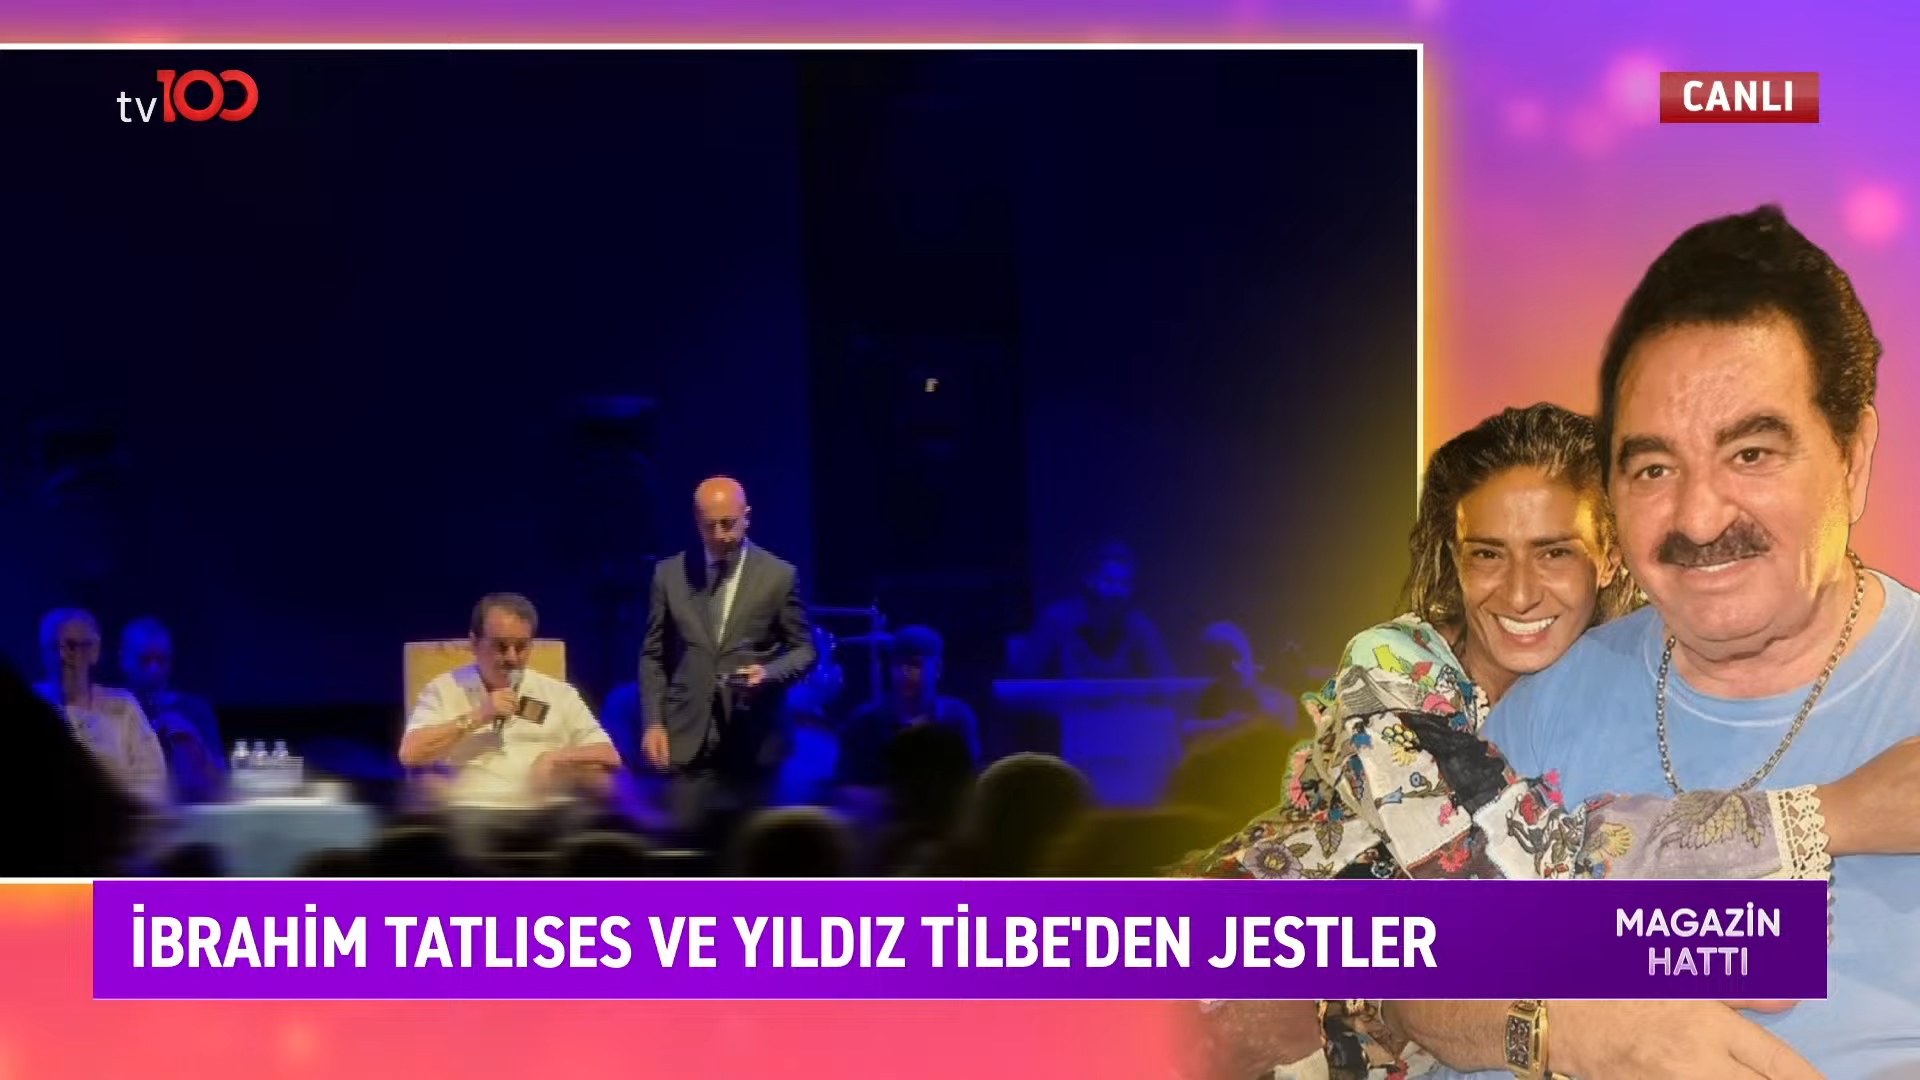 tv100
CANLI
İBRAHİM TATLISES VE YILDIZ TİLBE'DEN JESTLER
MAGAZİN
HATTI